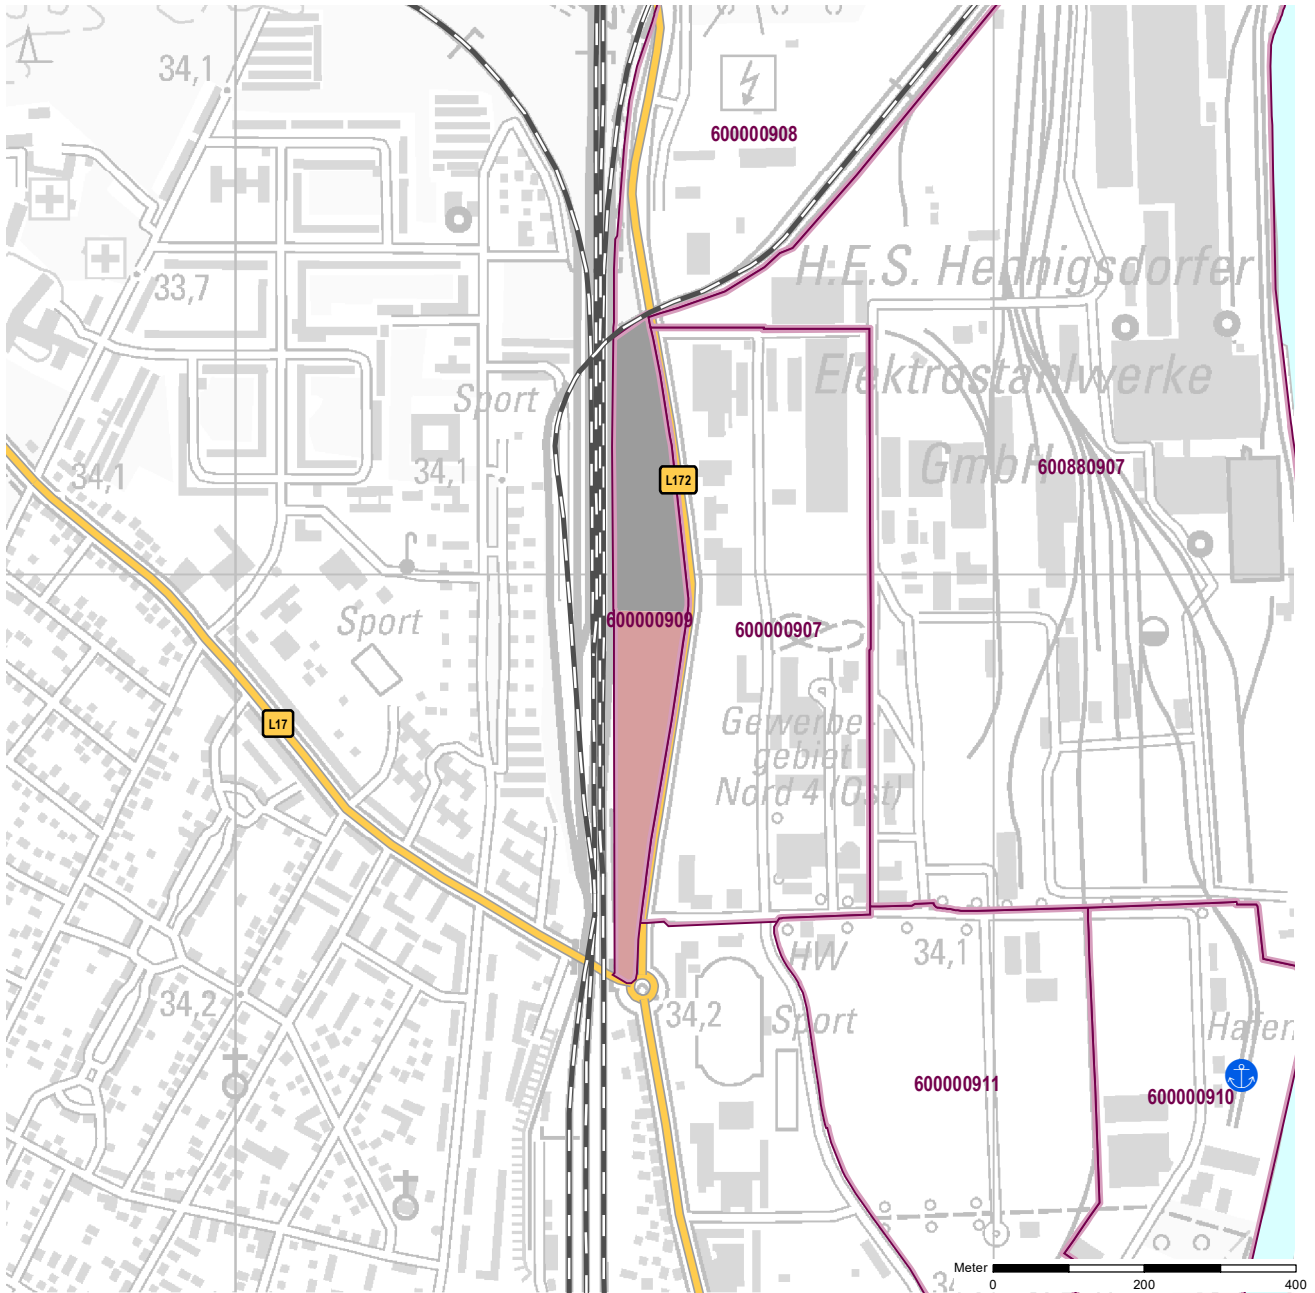 34,1
600000908
H.E.S. Hennigsdorfer
33,7
Elektrostahlwerke
Sport
GmbH
600880907
34,1
34,1
L172
600000909
600000907
Sport
L17
Gewerbe-
gebiet
Nord 4 (Ost)
HW
34,1
34,2
34,2
Sport
Hafen
600000911
600000910
Meter
0
200
400